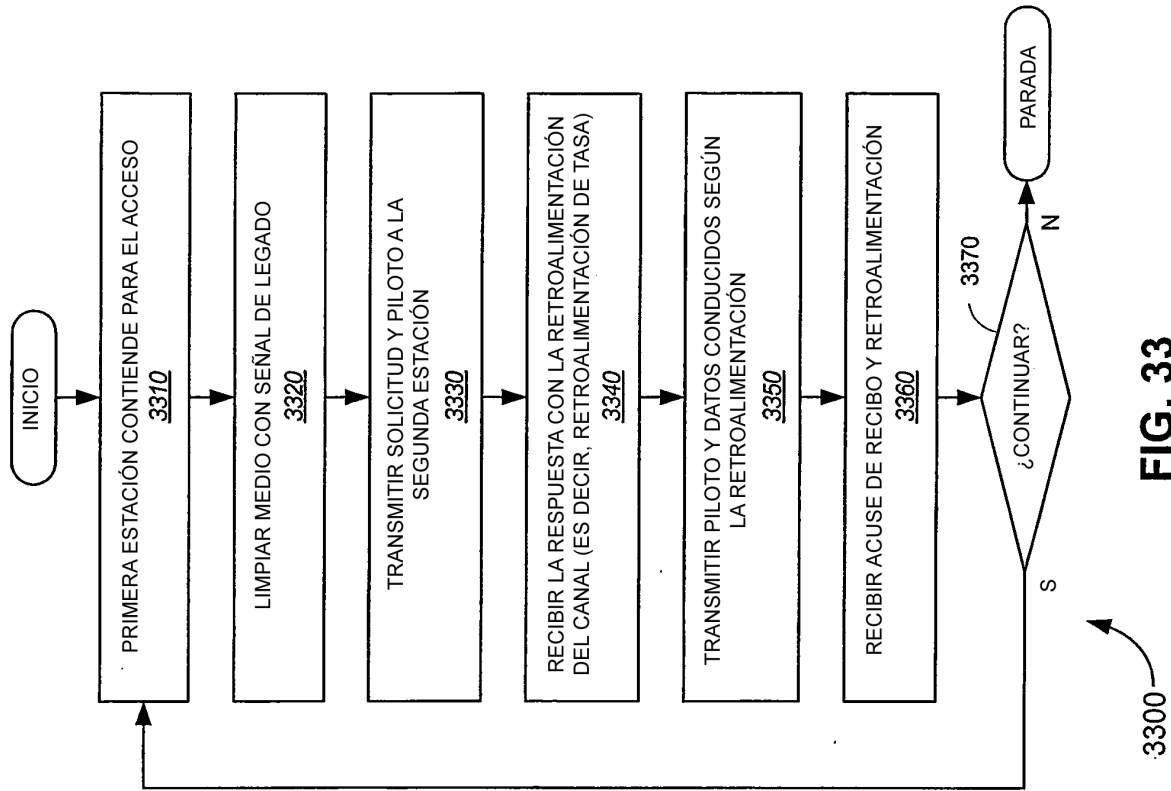 INICIO
PRIMERA ESTACIÓN CONTIENDE PARA EL ACCESO
3310
LIMPIAR MEDIO CON SEÑAL DE LEGADO
3320
TRANSMITIR SOLICITUD Y PILOTO A LA
SEGUNDA ESTACIÓN
3330
RECIBIR LA RESPUESTA CON LA RETROALIMENTACIÓN
DEL CANAL (ES DECIR, RETROALIMENTACIÓN DE TASA)
3340
TRANSMITIR PILOTO Y DATOS CONDUCIDOS SEGÚN
LA RETROALIMENTACIÓN
3350
RECIBIR ACUSE DE RECIBO Y RETROALIMENTACIÓN
3360
3370
¿CONTINUAR?
S
N
PARADA
3300
FIG. 33